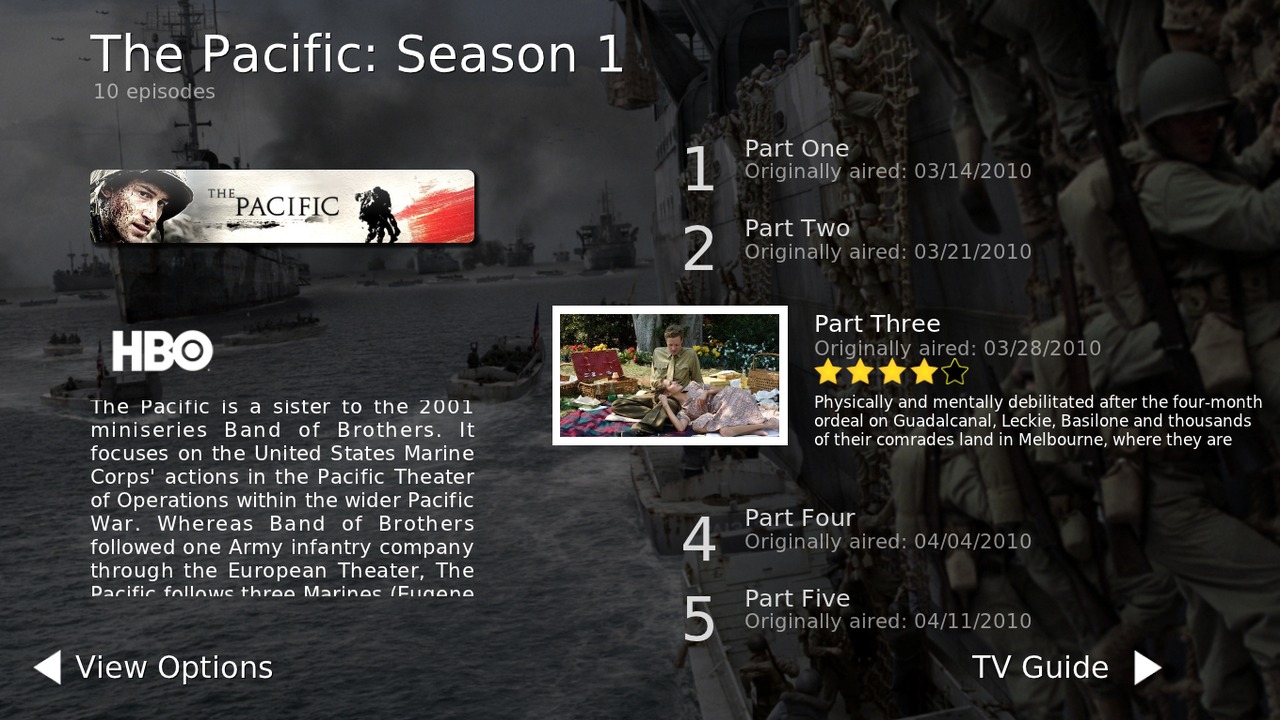 The Pacific: Season 1
10 episodes
THE
PACIFIC
HBO
The Pacific is a sister to the 2001
miniseries Band of Brothers. It
focuses on the United States Marine
Corps' actions in the Pacific Theater
of Operations within the wider Pacific
War. Whereas Band of Brothers
followed one Army infantry company
through the European Theater, The
Pacific follows three Marines (Eugene
1
Part One
Originally aired: 03/14/2010
2
Part Two
Originally aired: 03/21/2010
Part Three
Originally aired: 03/28/2010
Physically and mentally debilitated after the four-month
ordeal on Guadalcanal, Leckie, Basilone and thousands
of their comrades land in Melbourne, where they are
4
Part Four
Originally aired: 04/04/2010
5
Part Five
Originally aired: 04/11/2010
View Options
TV Guide